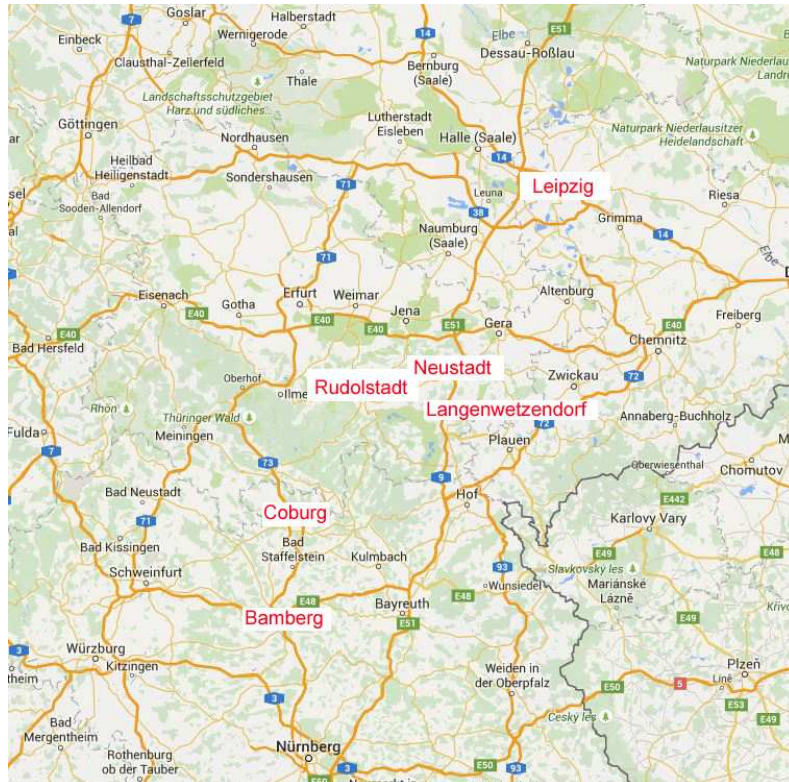 Goslar
Halberstadt
7
Einbeck
Wernigerode
14
Elbe
E51
Clausthal-Zellerfeld
Dessau-Roßlau
Bernburg
(Saale)
Naturpark Niederlau
Thale
Landschaftsschutzgebiet
Harz und südliches...
Lutherstadt
Eisleben
Göttingen
Nordhausen
Halle (Saale)
Naturpark Niederlausitzer
Heidelandschaft
14
Heilbad
Heiligenstadt
Sondershausen
71
Leuna
Leipzig
Riesa
Bad
Sooden-Allendorf
38
Naumburg
(Saale)
Grimma
14
71
Elbe
Eisenach
Gotha
Erfurt
Weimar
Altenburg
E40
Jena
E40
E40
E51
Gera
E40
Freiberg
E40
Bad Hersfeld
Chemnitz
Neustadt
Oberhof
Ilme
Rudolstadt
Zwickau
72
Rhön
Thüringer Wald
Langenwetzendorf
Annaberg-Buchholz
Fulda
Meiningen
72
7
Plauen
Oberwiesenthal
73
9
Chomutov
Bad Neustadt
Hof
E442
Coburg
Karlovy Vary
71
Bad Kissingen
Bad
Staffelstein
Kulmbach
E49
E48
93
Slavkovský les
Schweinfurt
Wunsiedel
Mariánské
Lázně
E48
Bayreuth
E48
Bamberg
E51
E49
Würzburg
3
Kitzingen
Weiden in
der Oberpfalz
Plzeň
E50
5
Líně
3
E53
Bad
Mergentheim
Český les
E49
Nürnberg
Rothenburg
ob der Tauber
E50
3
93